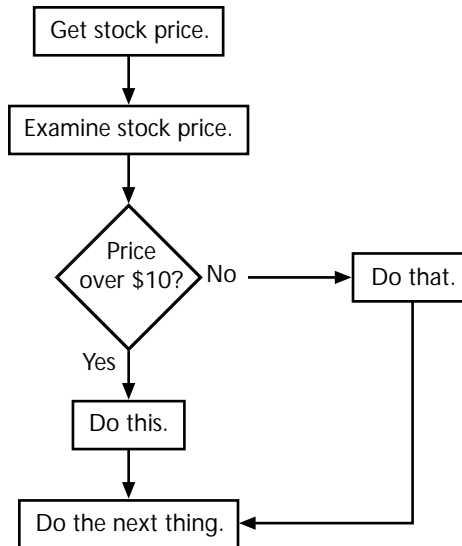 Get stock price.
Examine stock price.
Price
over $10?
No
Do that.
Yes
Do this.
Do the next thing.